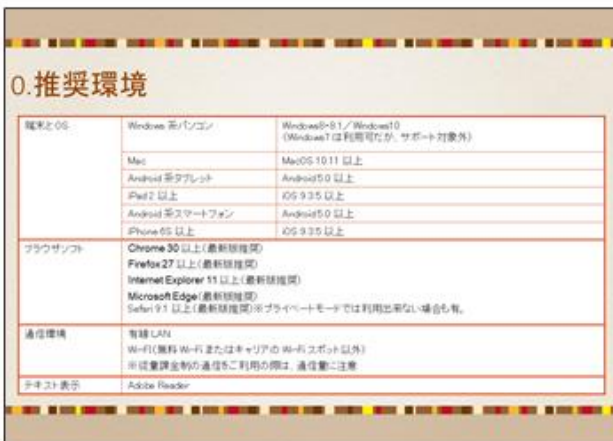 0.推奨環境
端末とOS Windows 系パソコン Windows8・8.1/Windows10
(Windows7は利用可だが、サポート対象外)
Mac MacOS 10.11 以上
Android 系タブレット Android5.0 以上
iPad2 以上 iOS 9.3.5 以上
Android 系スマートフォン Android5.0 以上
iPhone 6S 以上 iOS 9.3.5 以上
ブラウザソフト Chrome 30 以上(最新版推奨)
Firefox 27 以上(最新版推奨)
Internet Explorer 11 以上(最新版推奨)
Microsoft Edge(最新版推奨)
Safari 9.1 以上(最新版推奨)※プライベートモードでは利用出来ない場合も有。
通信環境 有線 LAN
Wi-Fi(無料 Wi-Fi またはキャリアの Wi-Fi スポット以外)
※従量課金制の通信をご利用の際は、通信量に注意
テキスト表示 Adobe Reader